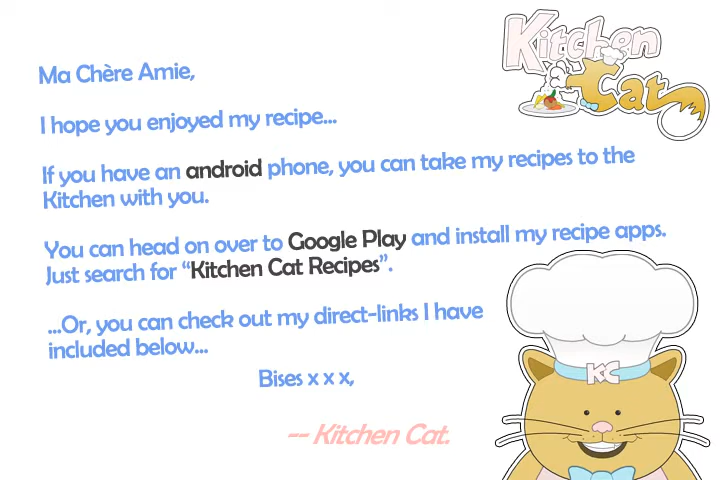 Kitchen
Cat
Ma Chère Amie,
I hope you enjoyed my recipe...
If you have an android phone, you can take my recipes to the
Kitchen with you.
You can head on over to Google Play and install my recipe apps.
Just search for “Kitchen Cat Recipes”.
...Or, you can check out my direct-links I have
included below...
Bises x x x,
-- Kitchen Cat.
KC